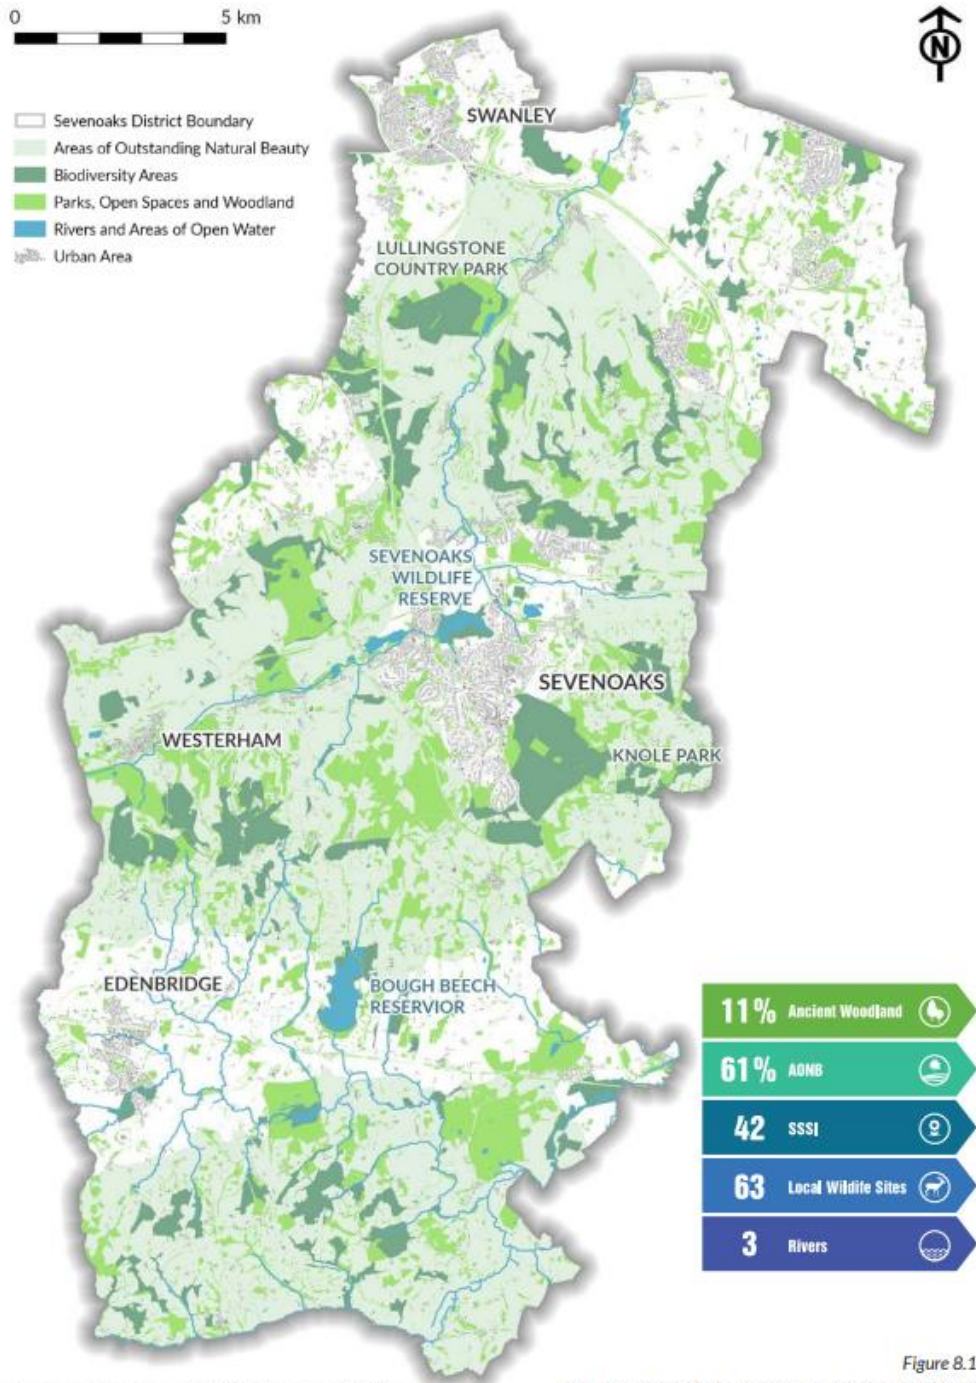 0 5 km
N
Sevenoaks District Boundary
Areas of Outstanding Natural Beauty
Biodiversity Areas
Parks, Open Spaces and Woodland
Rivers and Areas of Open Water
Urban Area
SWANLEY
LULLINGSTONE
COUNTRY PARK
SEVENOAKS
WILDLIFE
RESERVE
SEVENOAKS
WESTERHAM
KNOLE PARK
EDENBRIDGE
BOUGH BEECH
RESERVIOR
11% Ancient Woodland
61% AONB
42 SSSI
63 Local Wildife Sites
3 Rivers
Figure 8.1